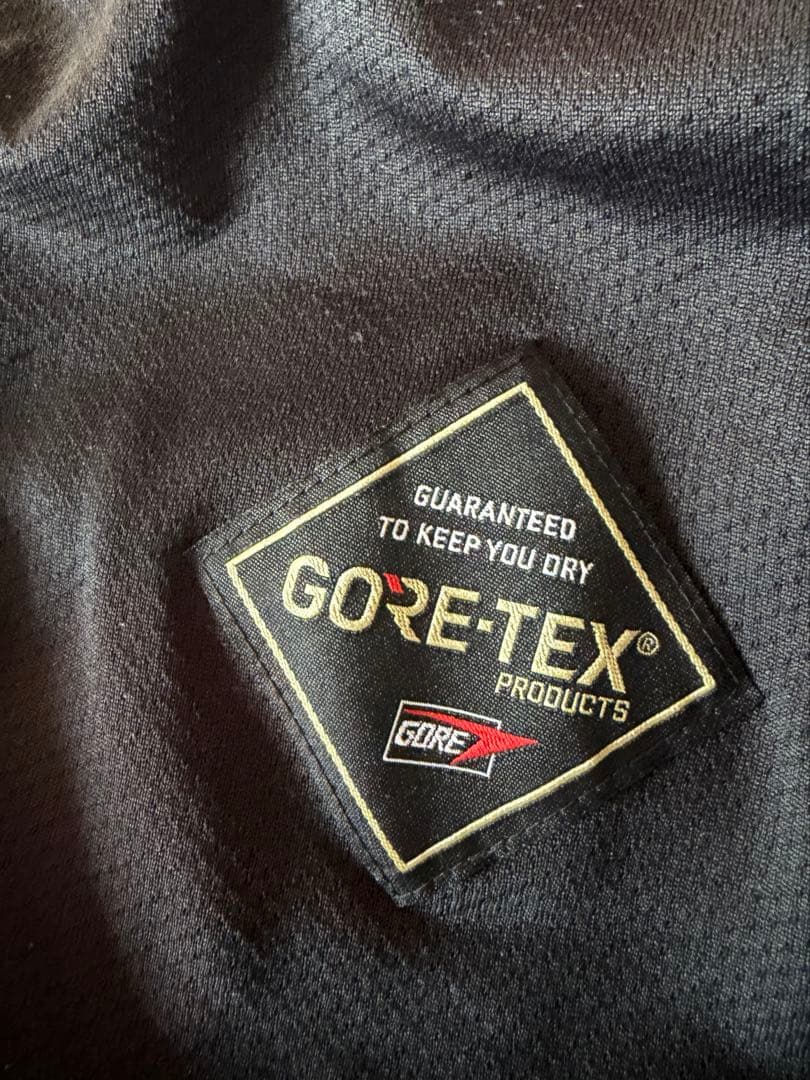 GUARANTEED
TO KEEP YOU DRY
GORE-TEX®
PRODUCTS
GORE